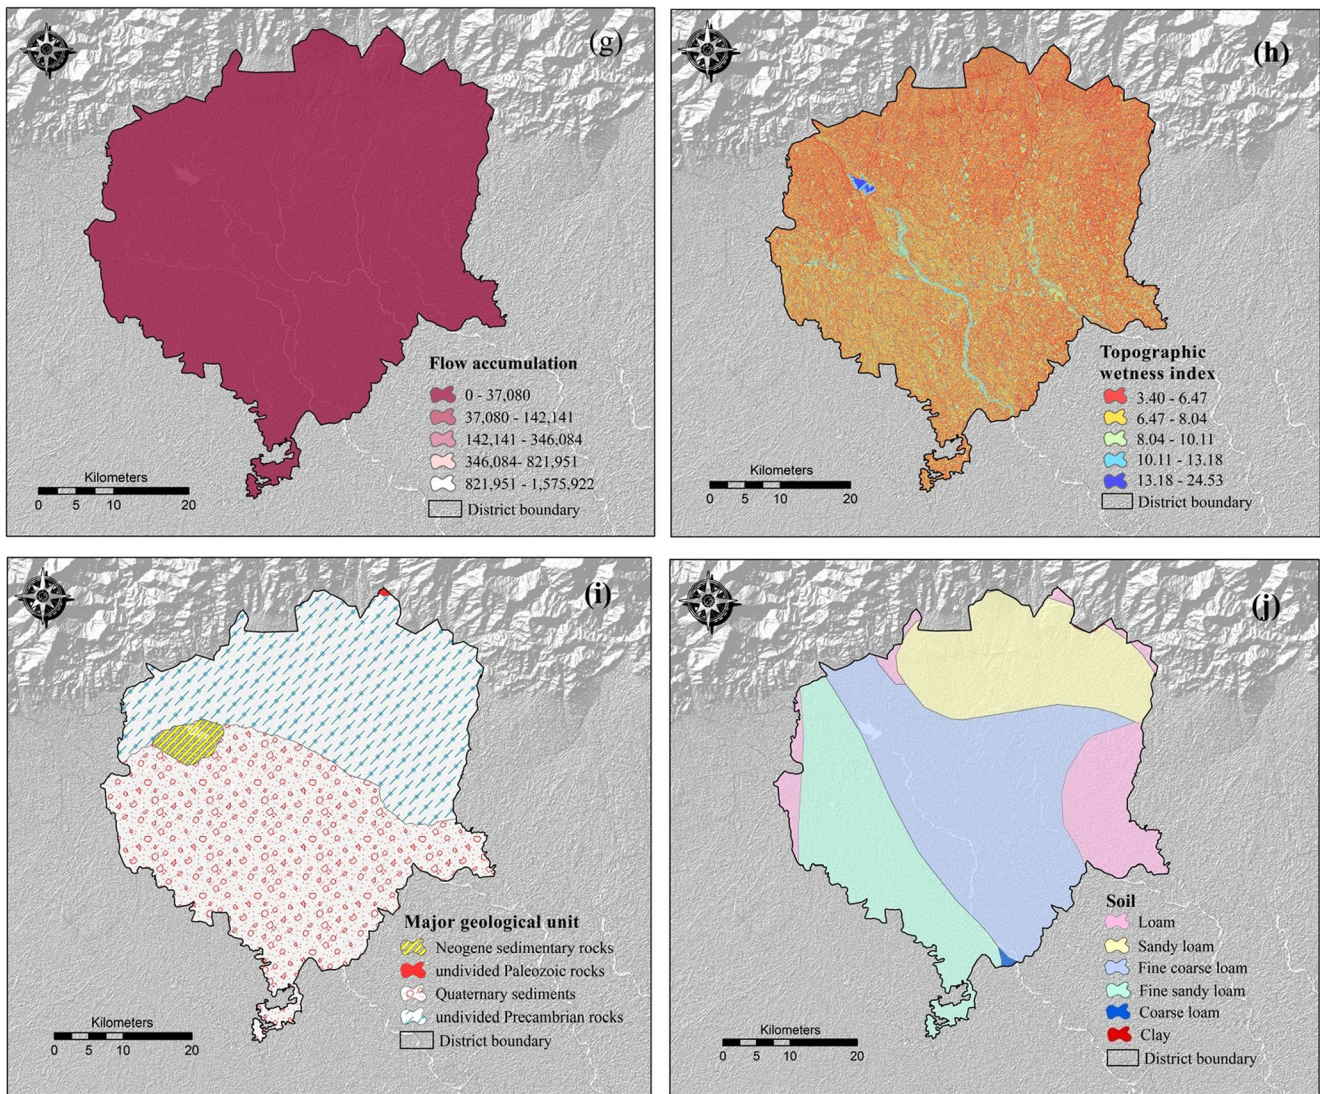 (g)
Flow accumulation
0 - 37,080
37,080 - 142,141
142,141 - 346,084
346,084- 821,951
821,951 - 1,575,922
District boundary
Kilometers
0 5 10 20
(h)
Topographic
wetness index
3.40 - 6.47
6.47 - 8.04
8.04 - 10.11
10.11 - 13.18
13.18 - 24.53
District boundary
Kilometers
0 5 10 20
(i)
Major geological unit
Neogene sedimentary rocks
undivided Paleozoic rocks
Quaternary sediments
undivided Precambrian rocks
District boundary
Kilometers
0 5 10 20
(j)
Soil
Loam
Sandy loam
Fine coarse loam
Fine sandy loam
Coarse loam
Clay
District boundary
Kilometers
0 5 10 20